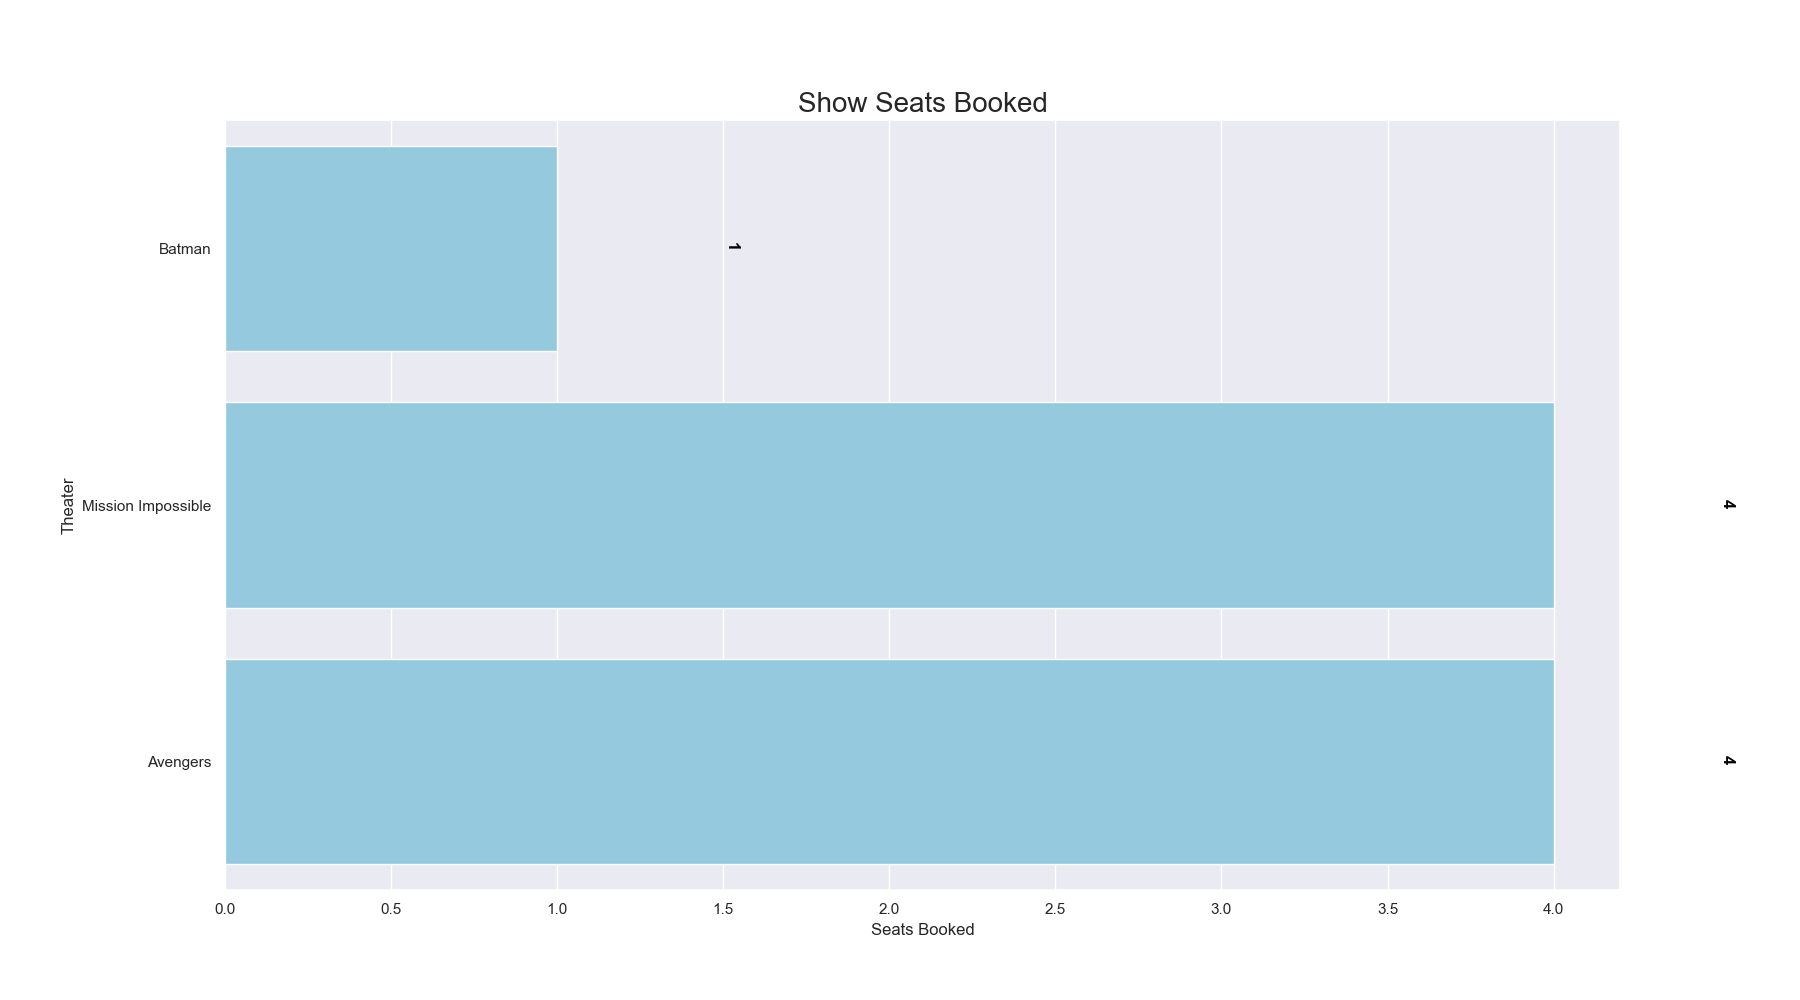 Show Seats Booked
Batman
1
Theater
Mission Impossible
4
Avengers
4
0.0 0.5 1.0 1.5 2.0 2.5 3.0 3.5 4.0
Seats Booked